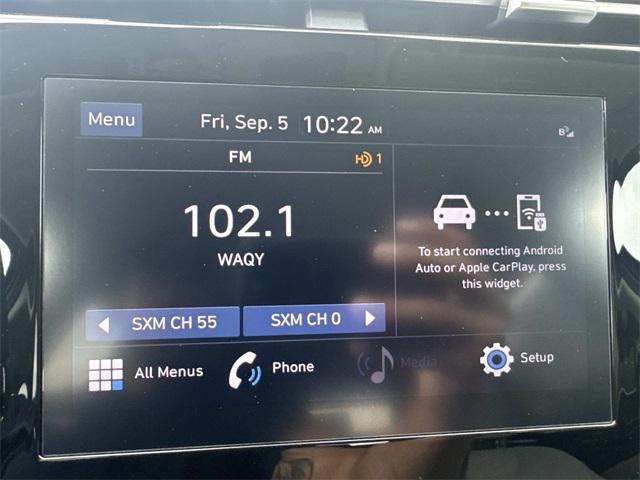 Menu
Fri, Sep. 5 10:22 AM
B
FM
HD 1
102.1
WAQY
To start connecting Android
Auto or Apple CarPlay, press
this widget.
SXM CH 55
SXM CH 0
All Menus
Phone
Media
Setup